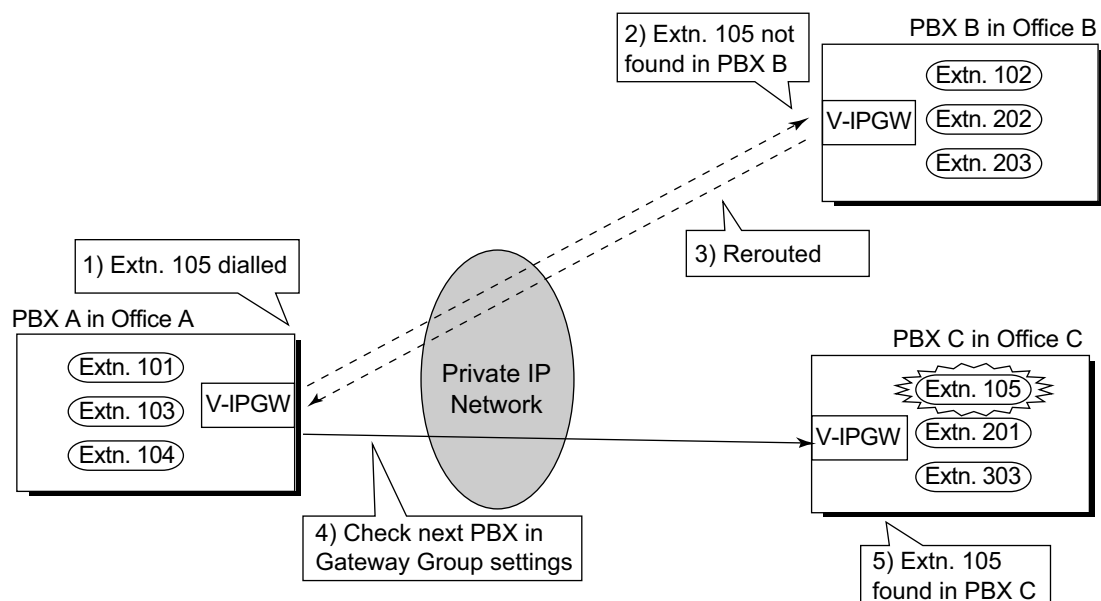 2) Extn. 105 not
found in PBX B
PBX B in Office B
Extn. 102
V-IPGW
Extn. 202
Extn. 203
3) Rerouted
1) Extn. 105 dialled
PBX A in Office A
Extn. 101
V-IPGW
Extn. 103
Extn. 104
Private IP
Network
PBX C in Office C
Extn. 105
V-IPGW
Extn. 201
Extn. 303
4) Check next PBX in
Gateway Group settings
5) Extn. 105
found in PBX C